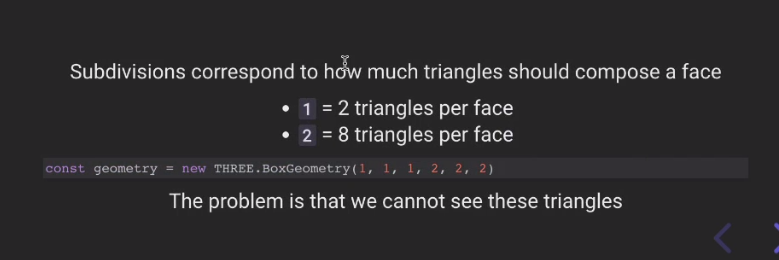 Subdivisions correspond to how much triangles should compose a face
1 = 2 triangles per face
2 = 8 triangles per face
const geometry = new THREE.BoxGeometry(1, 1, 1, 2, 2, 2)
The problem is that we cannot see these triangles